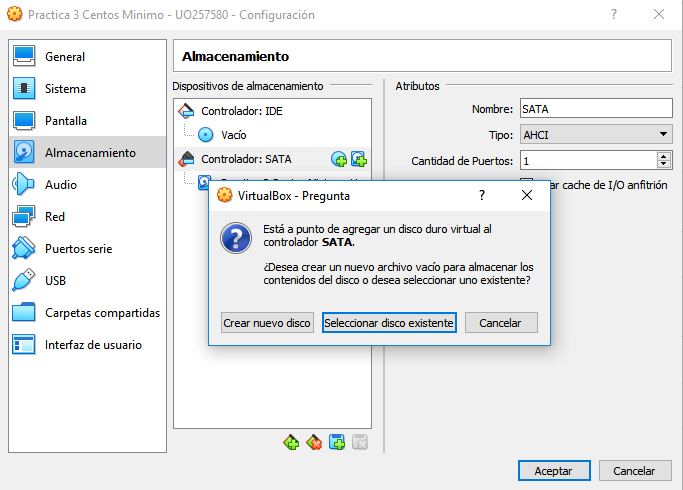 Practica 3 Centos Minimo - UO257580 - Configuración
General
Sistema
Pantalla
Almacenamiento
Audio
Red
Puertos serie
USB
Carpetas compartidas
Interfaz de usuario
Almacenamiento
Dispositivos de almacenamiento
Controlador: IDE
Vacío
Controlador: SATA
Atributos
Nombre: SATA
Tipo: AHCI
Cantidad de Puertos: 1
cache de I/O anfitrión
VirtualBox - Pregunta
Está a punto de agregar un disco duro virtual al
controlador SATA.
¿Desea crear un nuevo archivo vacío para almacenar los
contenidos del disco o desea seleccionar uno existente?
Crear nuevo disco
Seleccionar disco existente
Cancelar
Aceptar
Cancelar